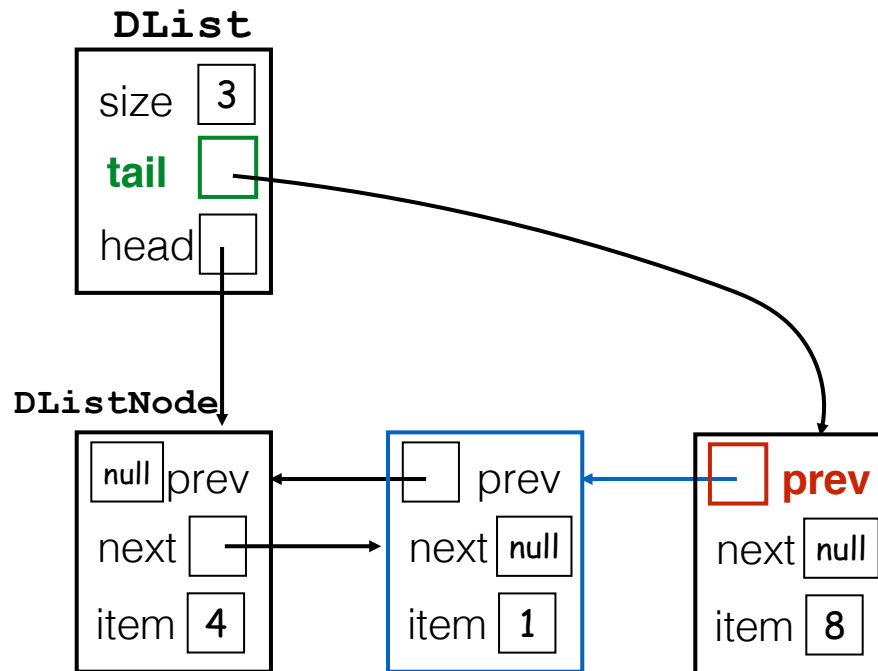 DList
size 3
tail
head
DListNode
null prev
next
item 4
prev
next null
item 1
prev
next null
item 8